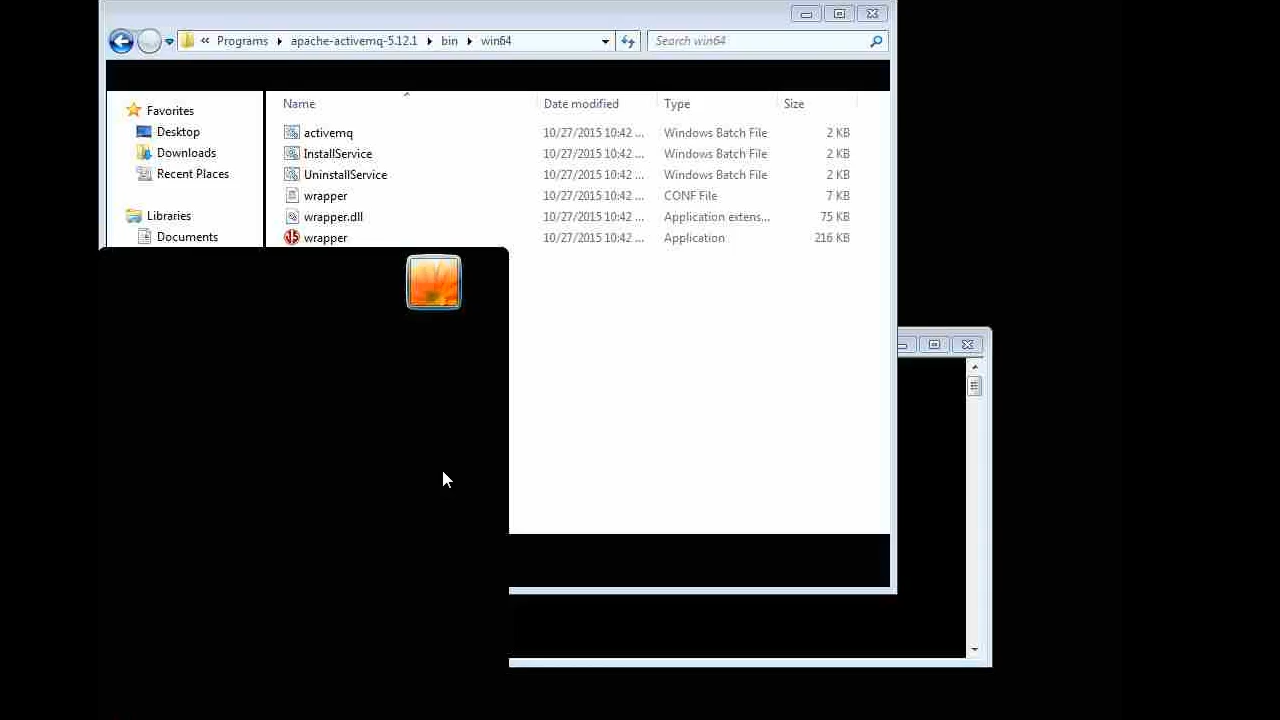 « Programs apache-activemq-5.12.1 bin win64 Search win64
Name Date modified Type Size
Favorites
Desktop
Downloads
Recent Places
Libraries
Documents
activemq 10/27/2015 10:42 ... Windows Batch File 2 KB
InstallService 10/27/2015 10:42 ... Windows Batch File 2 KB
UninstallService 10/27/2015 10:42 ... Windows Batch File 2 KB
wrapper 10/27/2015 10:42 ... CONF File 7 KB
wrapper.dll 10/27/2015 10:42 ... Application extens... 75 KB
wrapper 10/27/2015 10:42 ... Application 216 KB